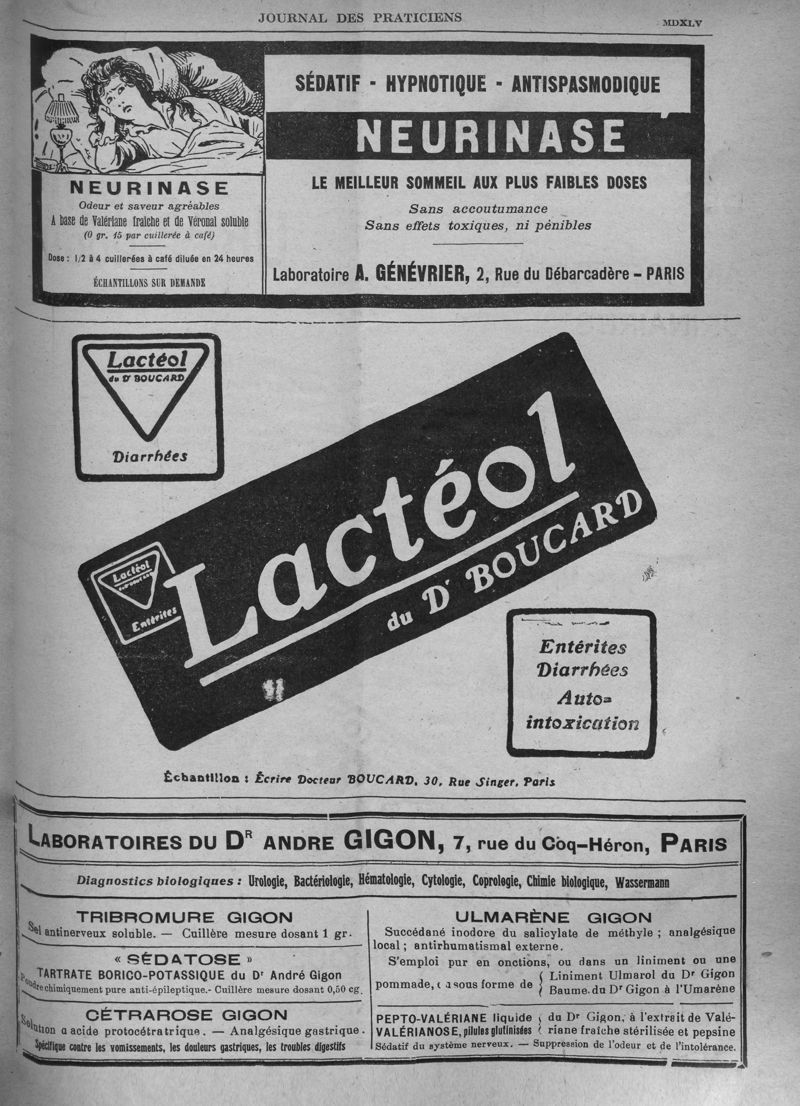 JOURNAL DES PRATICIENS
MDXLV
NEURINASE
Odeur et saveur agréables
A base de Valériane fraîche et de Véronal soluble
(0 gr. 15 par cuillerée à café)
Dose : 1/2 à 4 cuillerées à café diluée en 24 heures
ÉCHANTILLONS SUR DEMANDE
SÉDATIF - HYPNOTIQUE - ANTISPASMODIQUE
NEURINASE
LE MEILLEUR SOMMEIL AUX PLUS FAIBLES DOSES
Sans accoutumance
Sans effets toxiques, ni pénibles
Laboratoire A. GÉNÉVRIER, 2, Rue du Débarcadère – PARIS
Lactéol
du Dr BOUCARD
Diarrhées
Lactéol
du Dr BOUCARD
Lactéol
Entérites
Entérites
Diarrhées
Auto=
intoxication
Échantillon : Écrire Docteur BOUCARD, 30, Rue Singer, Paris
LABORATOIRES DU DR ANDRE GIGON, 7, rue du Coq-Héron, PARIS
Diagnostics biologiques : Urologie, Bactériologie, Hématologie, Cytologie, Coprologie, Chimie biologique, Wassermann
TRIBROMURE GIGON
Sel antinerveux soluble. — Cuillère mesure dosant 1 gr.
« SÉDATOSE »
TARTRATE BORICO-POTASSIQUE du Dr André Gigon
Poudre chimiquement pure anti-épileptique.- Cuillère mesure dosant 0,50 cg.
CÉTRAROSE GIGON
Solution a acide protocétratrique. — Analgésique gastrique.
Spécifique contre les vomissements, les douleurs gastriques, les troubles digestifs
ULMARÈNE GIGON
Succédané inodore du salicylate de méthyle ; analgésique
local ; antirhumatismal externe.
S'emploi pur en onctions, ou dans un liniment ou une
pommade, sous forme de { Liniment Ulmarol du Dr Gigon
{ Baume du Dr Gigon à l'Umarène
PEPTO-VALÉRIANE liquide { du Dr Gigon, à l'extrait de Valé-
VALÉRIANOSE, pilules glutinisées { riane fraîche stérilisée et pepsine
Sédatif du système nerveux. — Suppression de l'odeur et de l'intolérance.